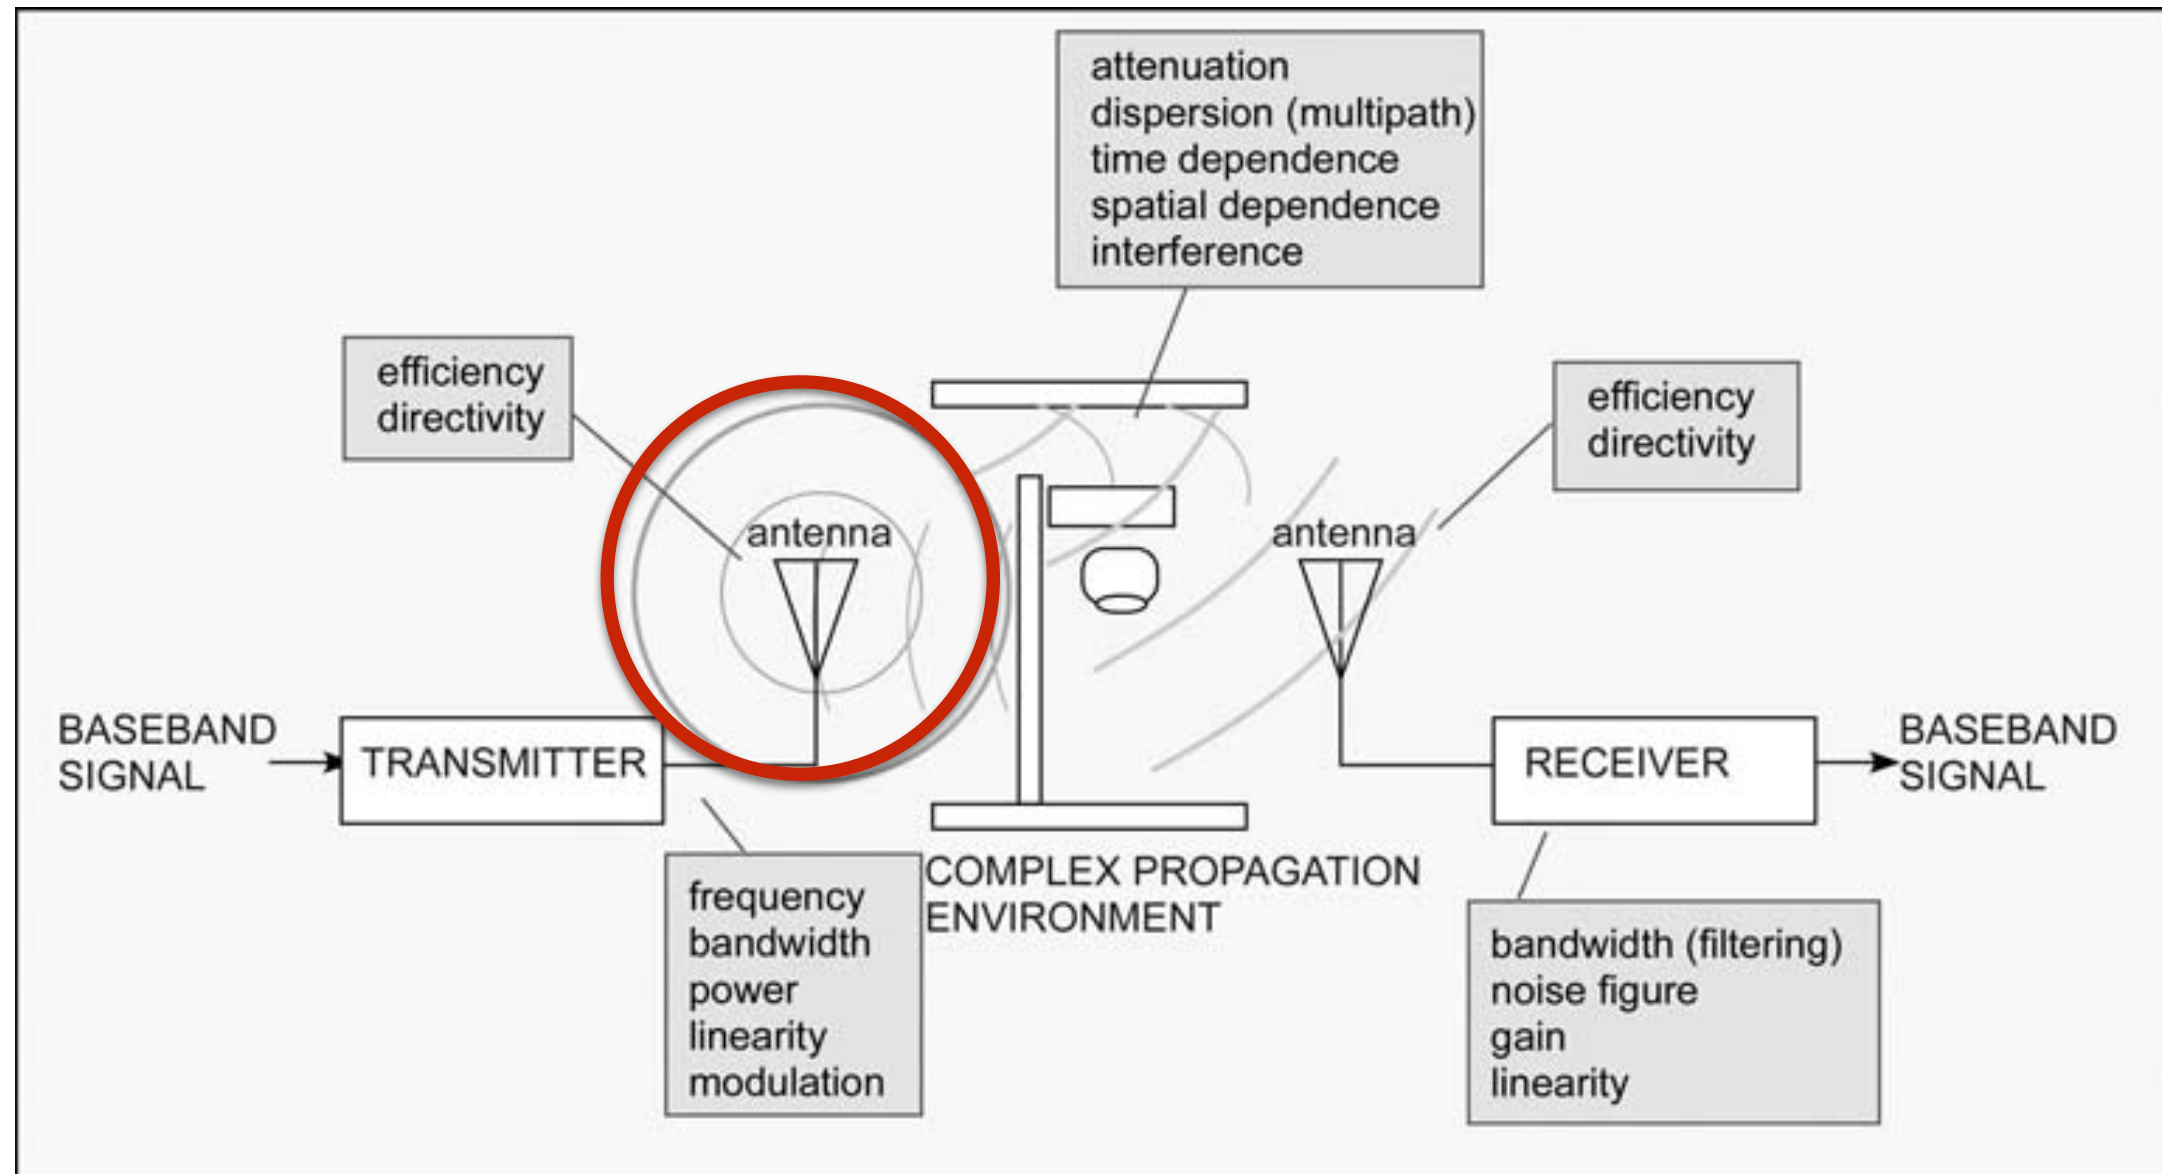 attenuation
dispersion (multipath)
time dependence
spatial dependence
interference
efficiency
directivity
efficiency
directivity
antenna
antenna
BASEBAND
SIGNAL
TRANSMITTER
RECEIVER
BASEBAND
SIGNAL
COMPLEX PROPAGATION
ENVIRONMENT
frequency
bandwidth
power
linearity
modulation
bandwidth (filtering)
noise figure
gain
linearity